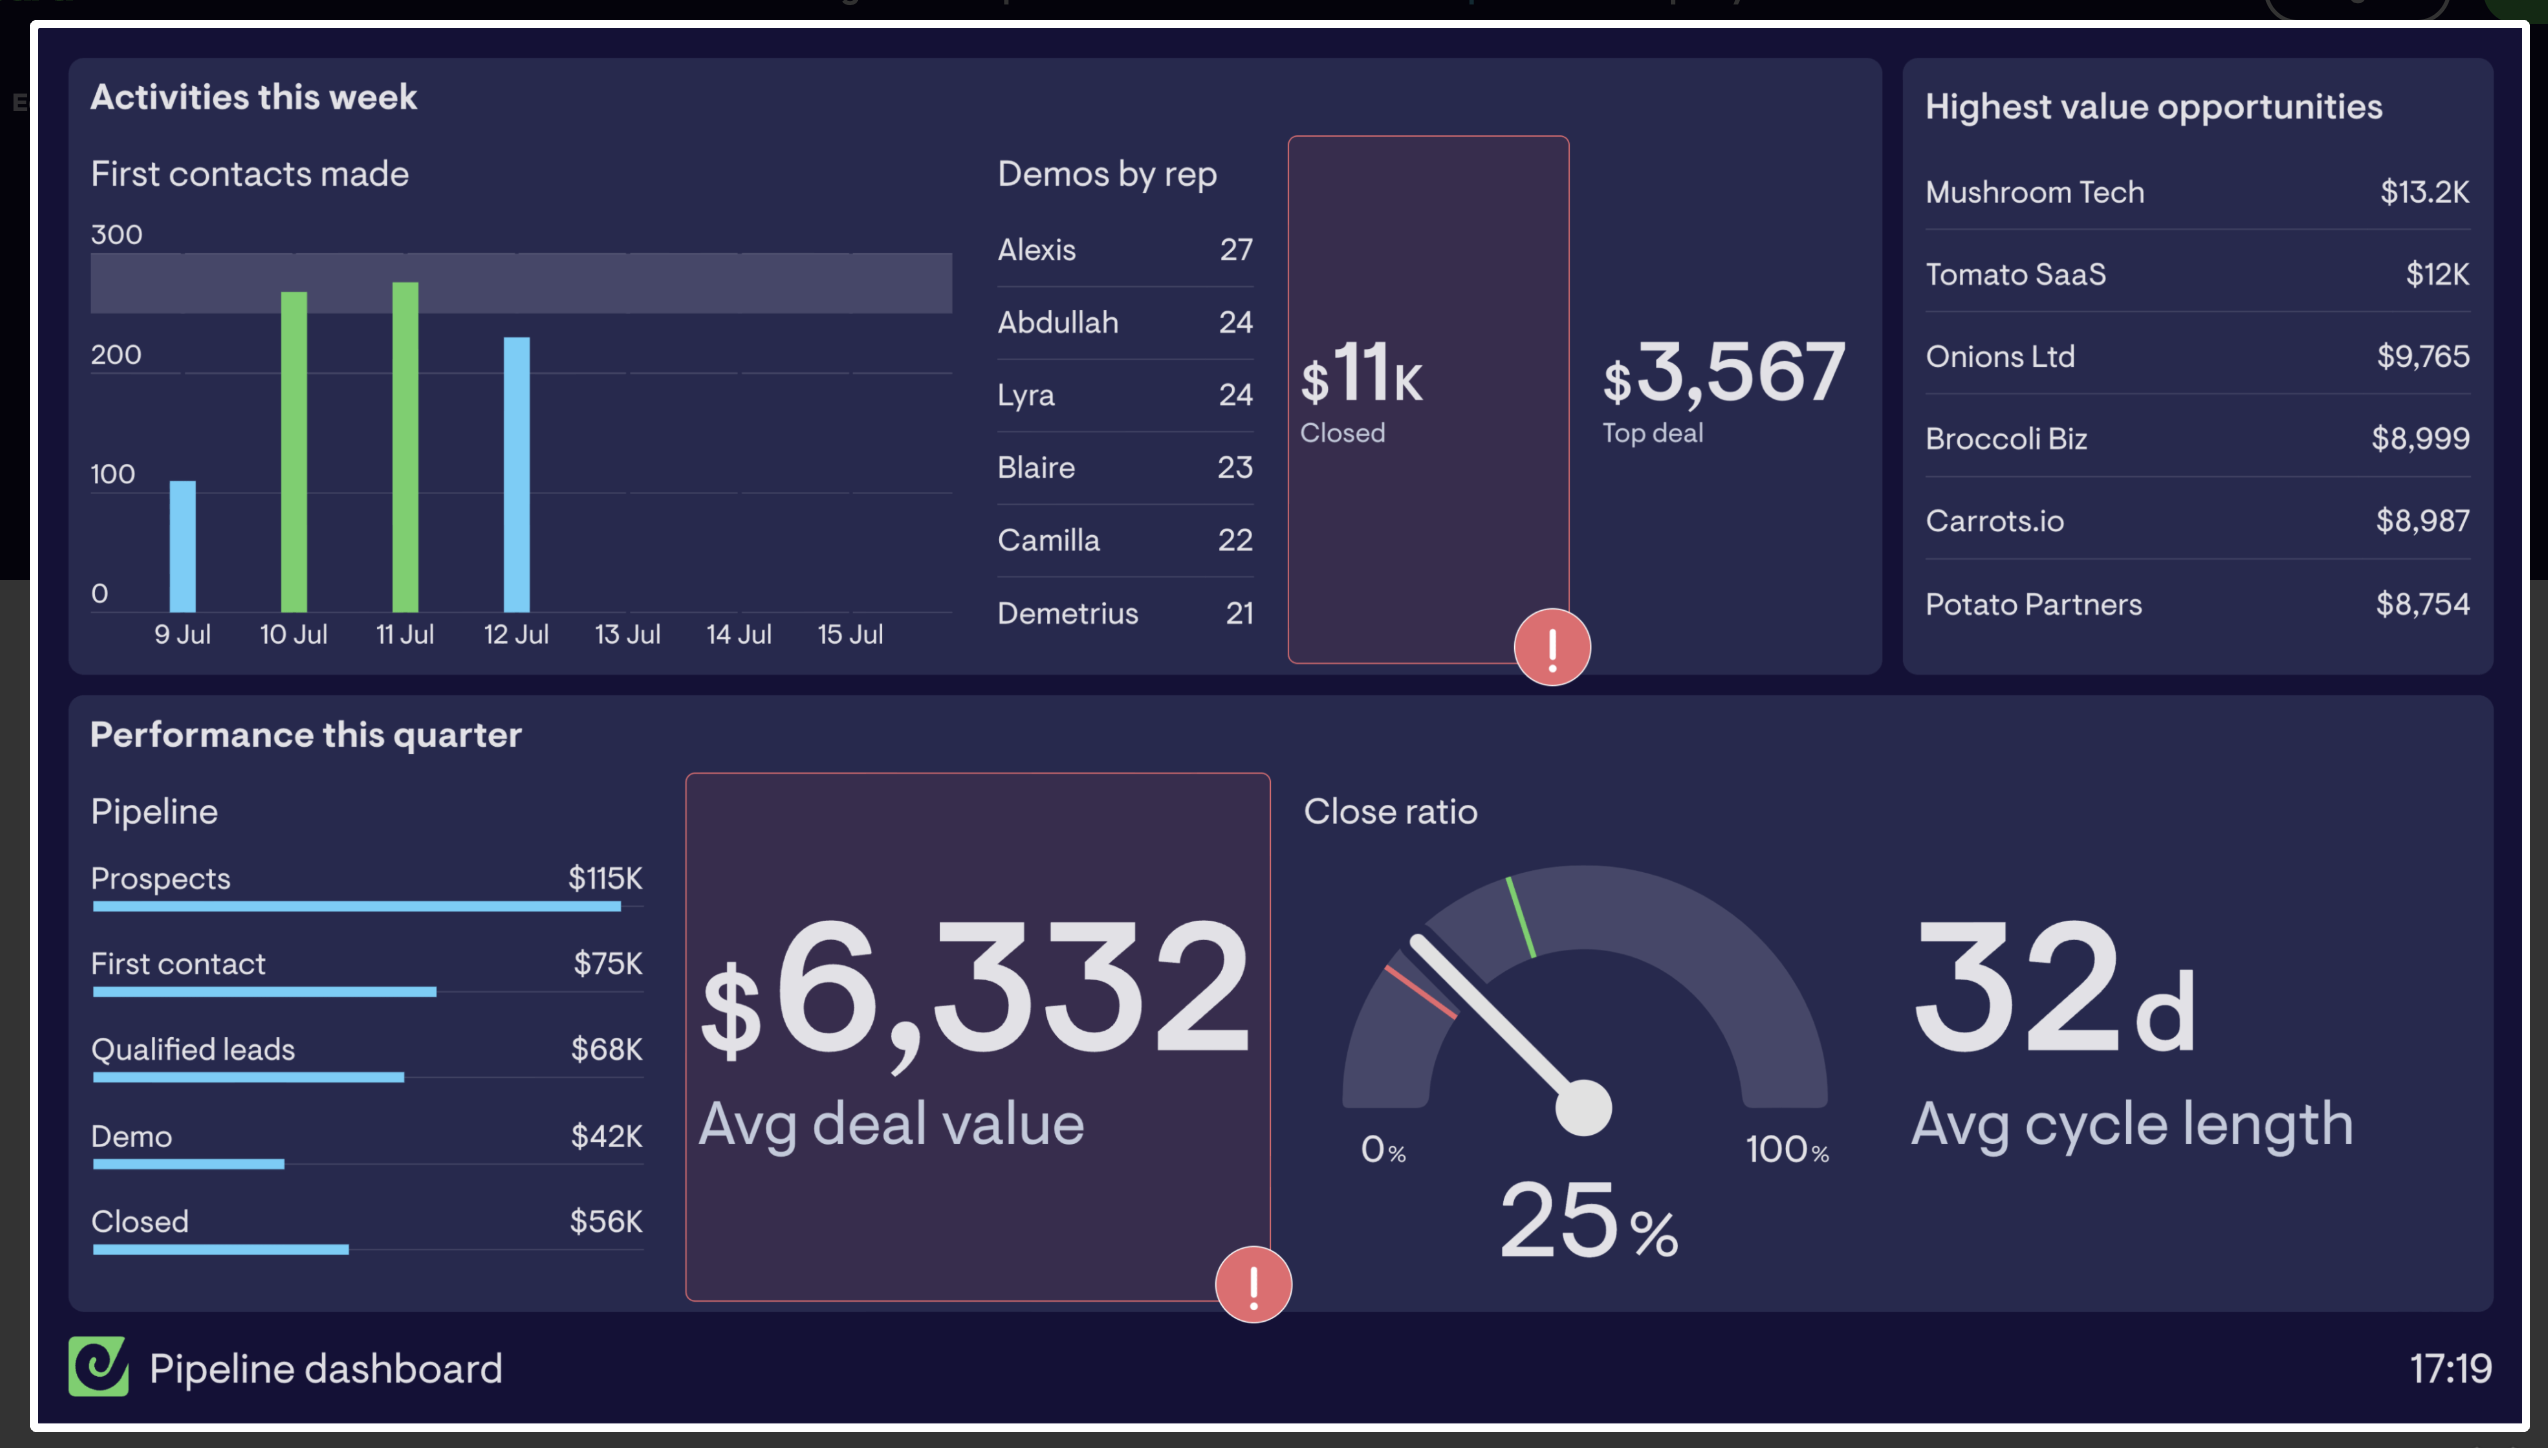 Activities this week
First contacts made
300
200
100
0
9 Jul
10 Jul
11 Jul
12 Jul
13 Jul
14 Jul
15 Jul
Demos by rep
Alexis 27
Abdullah 24
Lyra 24
Blaire 23
Camilla 22
Demetrius 21
$11K
Closed
!
$3,567
Top deal
Highest value opportunities
Mushroom Tech $13.2K
Tomato SaaS $12K
Onions Ltd $9,765
Broccoli Biz $8,999
Carrots.io $8,987
Potato Partners $8,754
Performance this quarter
Pipeline
Prospects $115K
First contact $75K
Qualified leads $68K
Demo $42K
Closed $56K
$6,332
Avg deal value
!
Close ratio
0%
100%
25%
32d
Avg cycle length
Pipeline dashboard
17:19